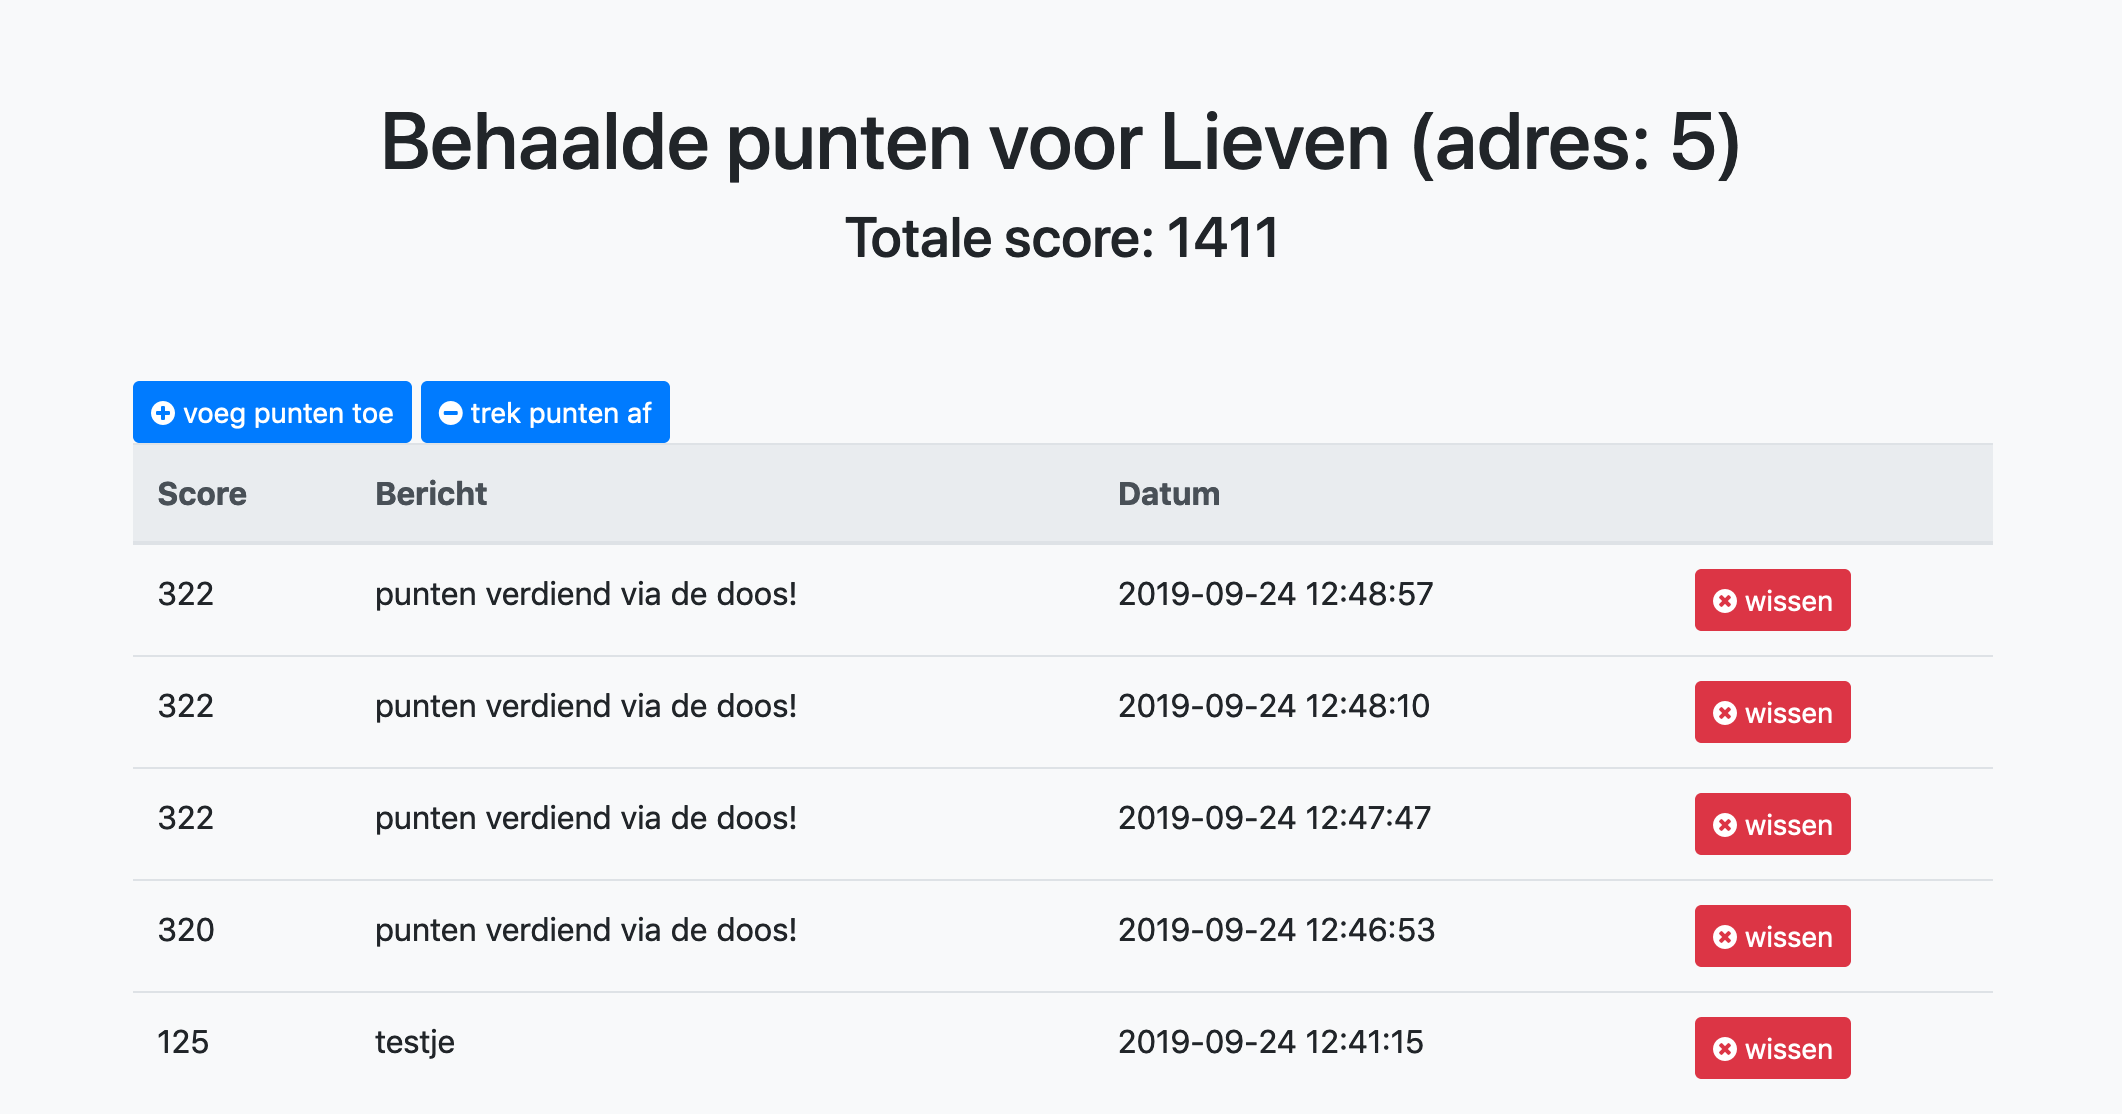 Behaalde punten voor Lieven (adres: 5)
Totale score: 1411
voeg punten toe trek punten af
Score Bericht Datum
322 punten verdiend via de doos! 2019-09-24 12:48:57 wissen
322 punten verdiend via de doos! 2019-09-24 12:48:10 wissen
322 punten verdiend via de doos! 2019-09-24 12:47:47 wissen
320 punten verdiend via de doos! 2019-09-24 12:46:53 wissen
125 testje 2019-09-24 12:41:15 wissen